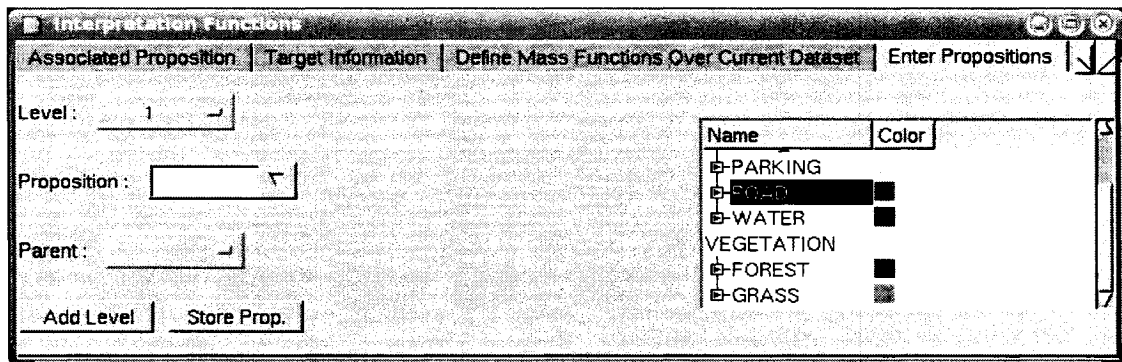 Interpretation Functions
Associated Proposition Target Information Define Mass Functions Over Current Dataset Enter Propositions
Level : 1
Name Color
PARKING
Proposition :
ROAD
WATER
VEGETATION
Parent :
FOREST
GRASS
Add Level Store Prop.